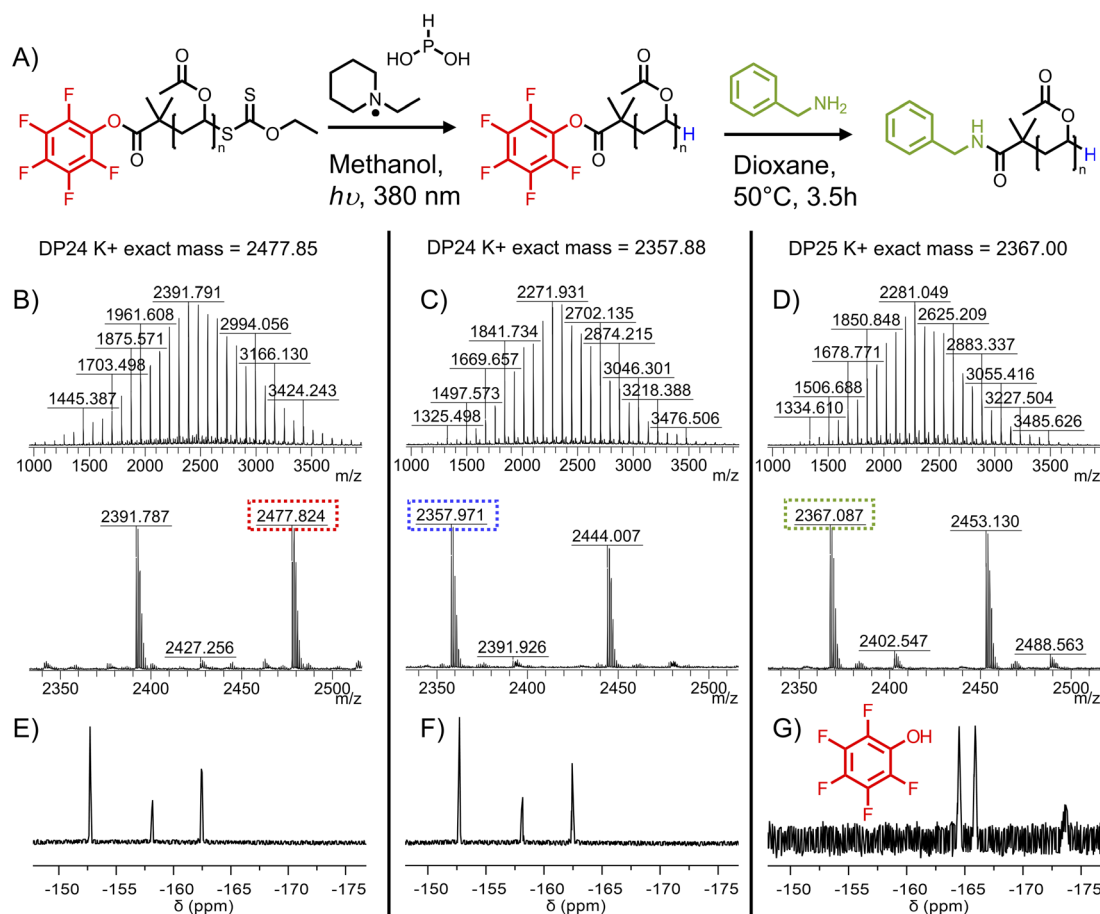 A)
F
F
F
F
F
O
O
O
O
n
S
S
O
H
P
HO
OH
N
•
Methanol,
hυ, 380 nm
F
F
F
F
F
O
O
O
O
H
n
NH2
Dioxane,
50°C, 3.5h
H
N
O
O
O
H
n
DP24 K+ exact mass = 2477.85
DP24 K+ exact mass = 2357.88
DP25 K+ exact mass = 2367.00
B)
2391.791
1961.608
1875.571
1703.498
1445.387
2994.056
3166.130
3424.243
1000 1500 2000 2500 3000 3500
m/z
C)
2271.931
1841.734
1669.657
1497.573
1325.498
2702.135
2874.215
3046.301
3218.388
3476.506
1000 1500 2000 2500 3000 3500
m/z
D)
2281.049
1850.848
1678.771
1506.688
1334.610
2625.209
2883.337
3055.416
3227.504
3485.626
1000 1500 2000 2500 3000 3500
m/z
2391.787
2477.824
2427.256
2350 2400 2450 2500
m/z
2357.971
2444.007
2391.926
2350 2400 2450 2500
m/z
2367.087
2453.130
2402.547
2488.563
2350 2400 2450 2500
m/z
E)
-150 -155 -160 -165 -170 -175
δ (ppm)
F)
-150 -155 -160 -165 -170 -175
δ (ppm)
G)
F
F
OH
F
F
F
-150 -155 -160 -165 -170 -175
δ (ppm)